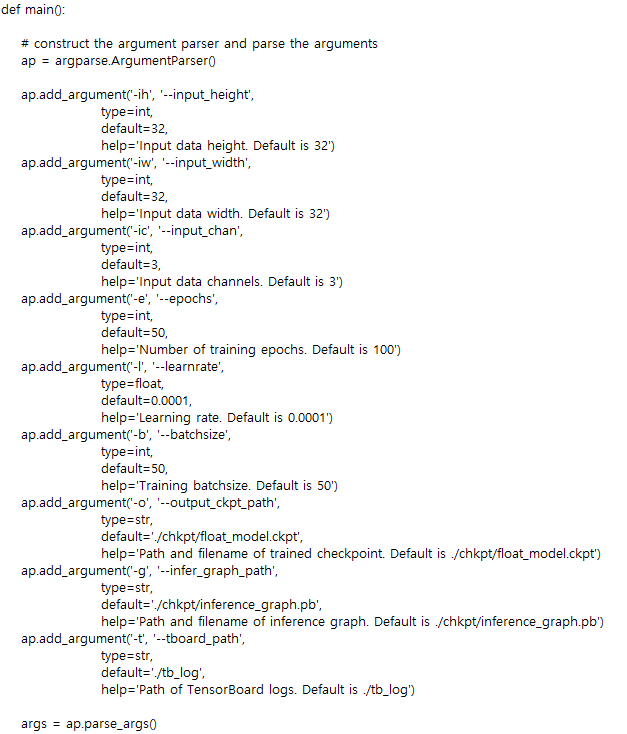 def main():
# construct the argument parser and parse the arguments
ap = argparse.ArgumentParser()
ap.add_argument('-ih', '--input_height',
type=int,
default=32,
help='Input data height. Default is 32')
ap.add_argument('-iw', '--input_width',
type=int,
default=32,
help='Input data width. Default is 32')
ap.add_argument('-ic', '--input_chan',
type=int,
default=3,
help='Input data channels. Default is 3')
ap.add_argument('-e', '--epochs',
type=int,
default=50,
help='Number of training epochs. Default is 100')
ap.add_argument('-l', '--learnrate',
type=float,
default=0.0001,
help='Learning rate. Default is 0.0001')
ap.add_argument('-b', '--batchsize',
type=int,
default=50,
help='Training batchsize. Default is 50')
ap.add_argument('-o', '--output_ckpt_path',
type=str,
default='./chkpt/float_model.ckpt',
help='Path and filename of trained checkpoint. Default is ./chkpt/float_model.ckpt')
ap.add_argument('-g', '--infer_graph_path',
type=str,
default='./chkpt/inference_graph.pb',
help='Path and filename of inference graph. Default is ./chkpt/inference_graph.pb')
ap.add_argument('-t', '--tboard_path',
type=str,
default='./tb_log',
help='Path of TensorBoard logs. Default is ./tb_log')
args = ap.parse_args()